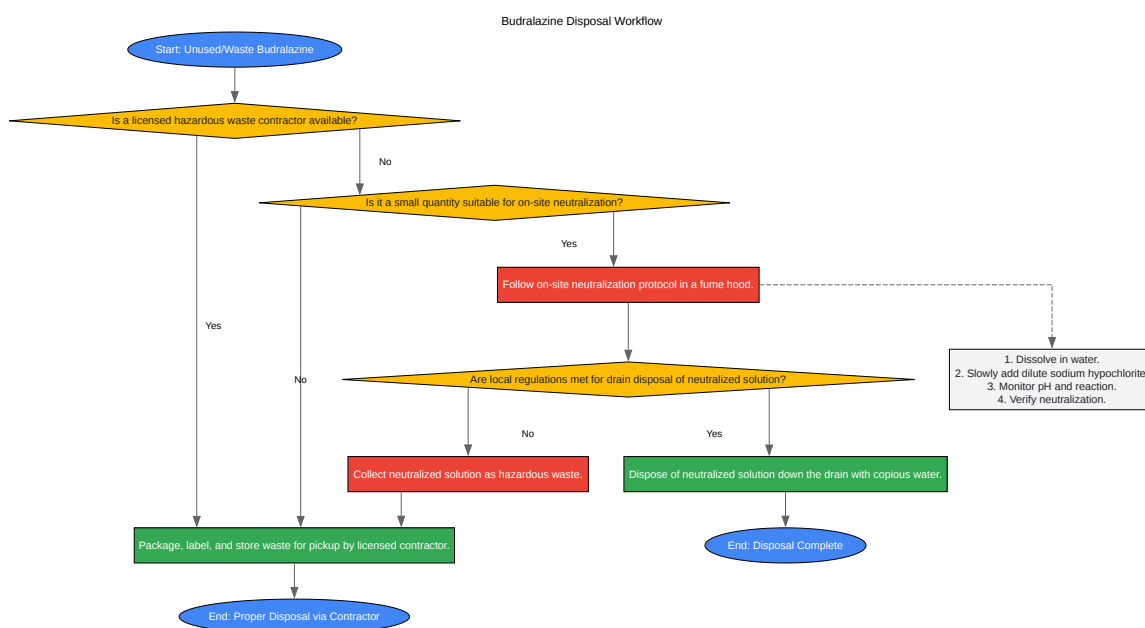 Budralazine Disposal Workflow
Start: Unused/Waste Budralazine
Is a licensed hazardous waste contractor available?
No
Is it a small quantity suitable for on-site neutralization?
Yes
Follow on-site neutralization protocol in a fume hood.
Yes
1. Dissolve in water.
2. Slowly add dilute sodium hypochlorite
3. Monitor pH and reaction.
4. Verify neutralization.
No
Are local regulations met for drain disposal of neutralized solution?
No
Yes
Collect neutralized solution as hazardous waste.
Dispose of neutralized solution down the drain with copious water.
Package, label, and store waste for pickup by licensed contractor.
End: Disposal Complete
End: Proper Disposal via Contractor